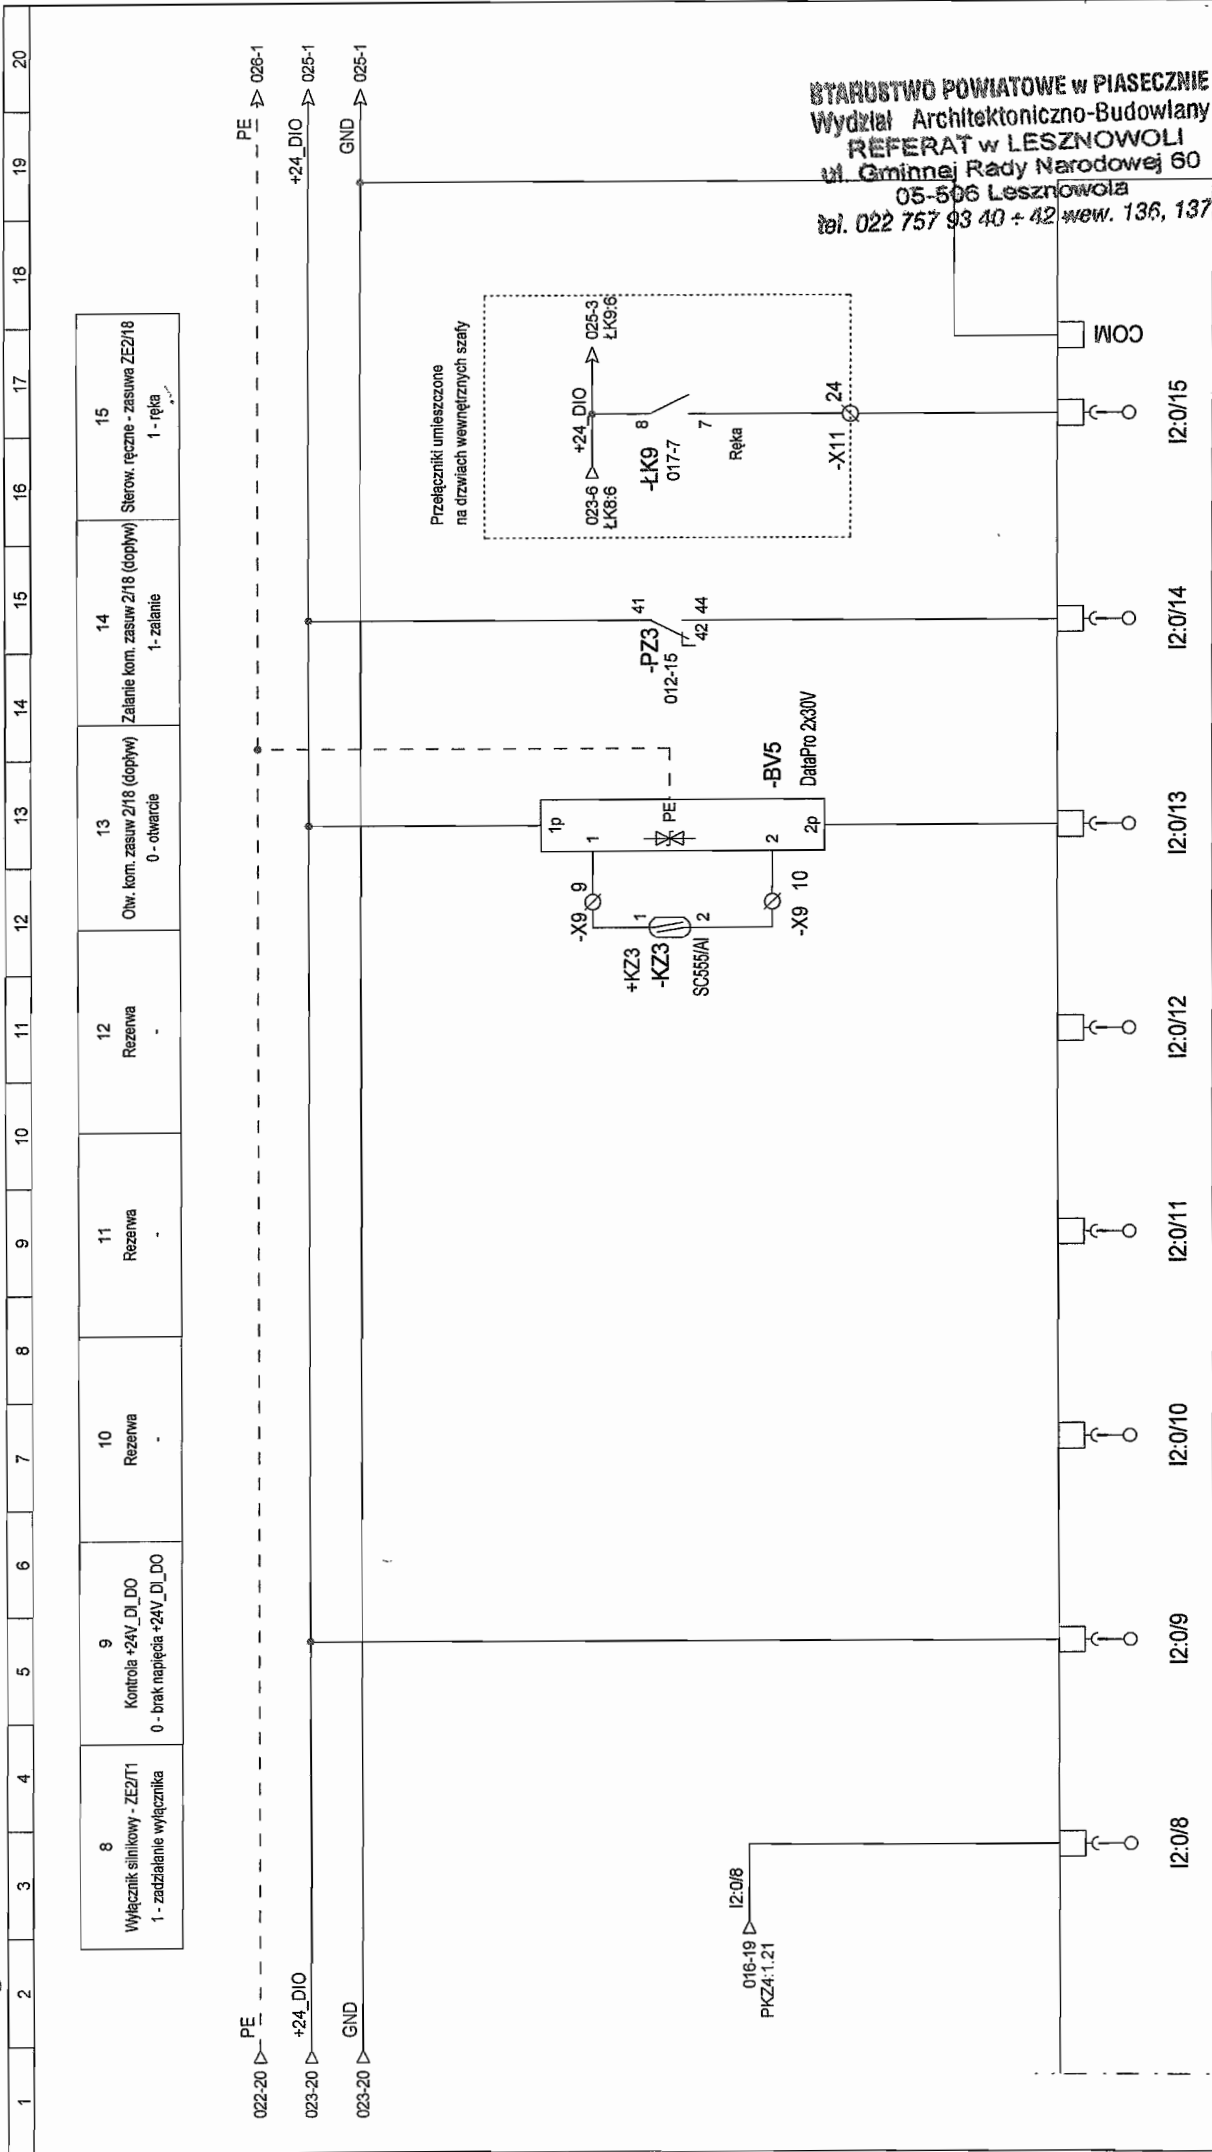 STAROSTWO POWIATOWE w PIASECZNIE
Wydział Architektoniczno-Budowlany
REFERAT w LESZNOWOLI
ul. Gminnej Rady Narodowej 60
05-506 Lesznowola
tel. 022 757 93 40 ÷ 42 wew. 136, 137
1
2
3
4
5
6
7
8
9
10
11
12
13
14
15
16
17
18
19
20
8
Wyłącznik silnikowy - ZE2/T1
1 - zadziałanie wyłącznika
9
Kontrola +24V_DI_DO
0 - brak napięcia +24V_DI_DO
10
Rezerwa
-
11
Rezerwa
-
12
Rezerwa
-
13
Otw. kom. zasuw 2/18 (dopływ)
0 - otwarcie
14
Zalanie kom. zasuw 2/18 (dopływ)
1- zalanie
15
Sterow. ręczne - zasuwa ZE2/18
1 - ręka
022-20
PE
PE
026-1
023-20
+24_DIO
+24_DIO
025-1
023-20
GND
GND
025-1
Przełączniki umieszczone
na drzwiach wewnętrznych szafy
023-6
ŁK8:6
+24_DIO
025-3
ŁK9:6
-ŁK9
017-7
8
7
Ręka
-X11
24
-PZ3
012-15
41
42
44
1p
1
PE
2
2p
-BV5
DataPro 2x30V
-X9
9
+KZ3
-KZ3
SC555/Al
1
2
-X9
10
016-19
PKZ4:1.21
I2:0/8
I2:0/8
I2:0/9
I2:0/10
I2:0/11
I2:0/12
I2:0/13
I2:0/14
I2:0/15
COM